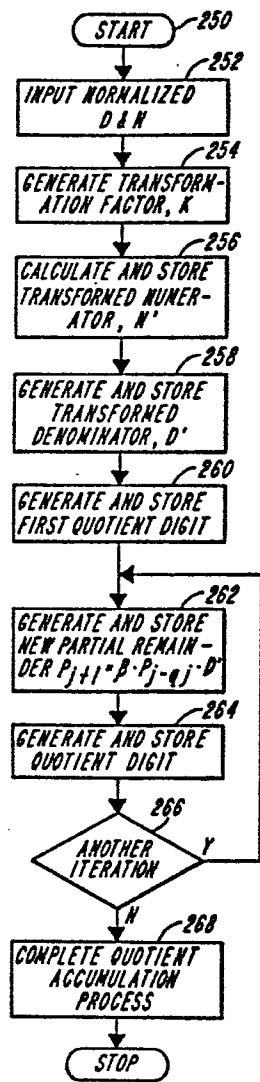 START
250
252
INPUT NORMALIZED
D & N
254
GENERATE TRANSFORM-
ATION FACTOR, K
256
CALCULATE AND STORE
TRANSFORMED NUMER-
ATOR, N'
258
GENERATE AND STORE
TRANSFORMED
DENOMINATOR, D'
260
GENERATE AND STORE
FIRST QUOTIENT DIGIT
262
GENERATE AND STORE
NEW PARTIAL REMAIN-
DER Pj+1=β·Pj-qj·D'
264
GENERATE AND STORE
QUOTIENT DIGIT
266
ANOTHER
ITERATION
Y
N
268
COMPLETE QUOTIENT
ACCUMULATION
PROCESS
STOP